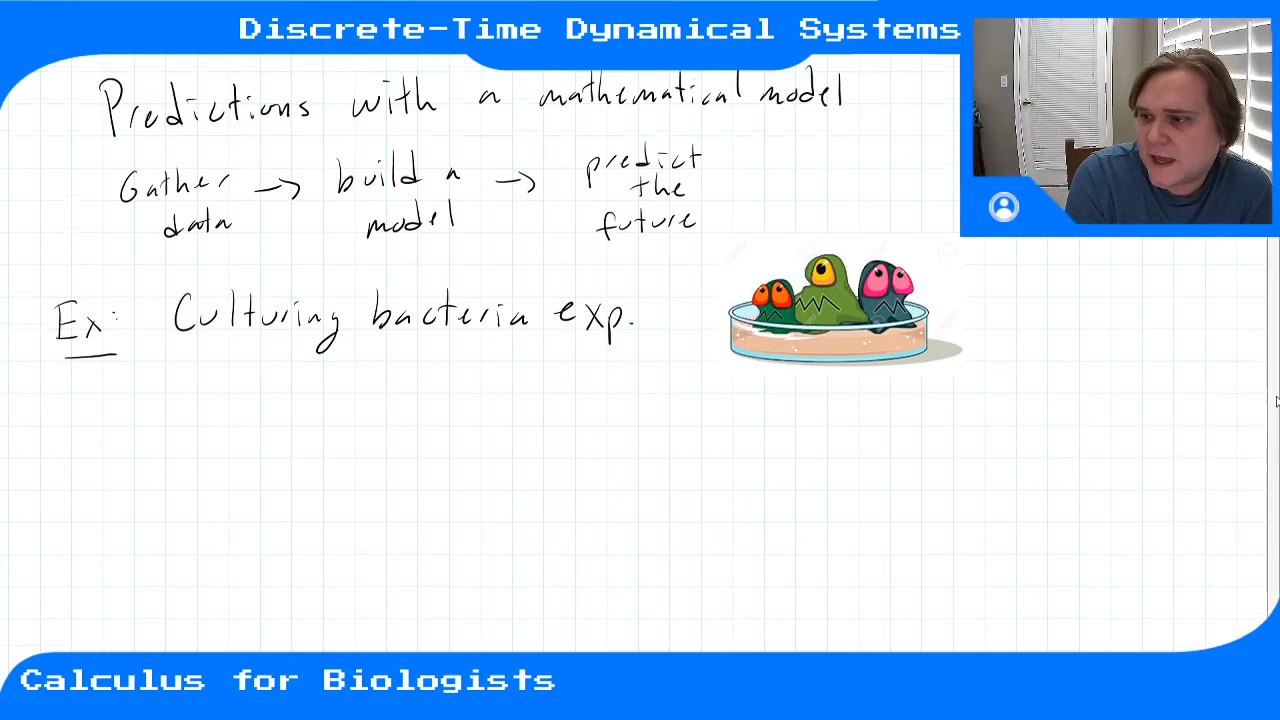 Discrete-Time Dynamical Systems
Predictions with a mathematical model
Gather data → build a model → predict the future
Ex: Culturing bacteria exp.
Calculus for Biologists